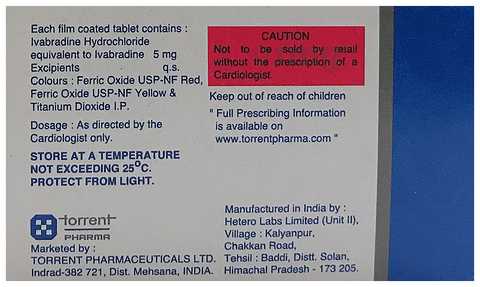 Each film coated tablet contains :
Ivabradine Hydrochloride
equivalent to Ivabradine 5 mg
Excipients q.s.
Colours : Ferric Oxide USP-NF Red,
Ferric Oxide USP-NF Yellow &
Titanium Dioxide I.P.
Dosage : As directed by the
Cardiologist only.
STORE AT A TEMPERATURE
NOT EXCEEDING 25°C.
PROTECT FROM LIGHT.
CAUTION
Not to be sold by retail
without the prescription of a
Cardiologist.
Keep out of reach of children
" Full Prescribing Information
is available on
www.torrentpharma.com "
torrent
PHARMA
Marketed by :
TORRENT PHARMACEUTICALS LTD.
Indrad-382 721, Dist. Mehsana, INDIA.
Manufactured in India by :
Hetero Labs Limited (Unit II),
Village : Kalyanpur,
Chakkan Road,
Tehsil : Baddi, Distt. Solan,
Himachal Pradesh - 173 205.